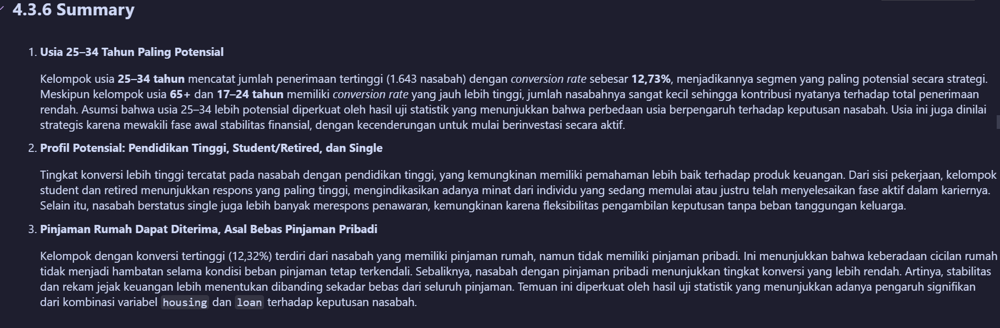 4.3.6 Summary
1. Usia 25–34 Tahun Paling Potensial
Kelompok usia 25–34 tahun mencatat jumlah penerimaan tertinggi (1.643 nasabah) dengan conversion rate sebesar 12,73%, menjadikannya segmen yang paling potensial secara strategi.
Meskipun kelompok usia 65+ dan 17–24 tahun memiliki conversion rate yang jauh lebih tinggi, jumlah nasabahnya sangat kecil sehingga kontribusi nyatanya terhadap total penerimaan
rendah. Asumsi bahwa usia 25–34 lebih potensial diperkuat oleh hasil uji statistik yang menunjukkan bahwa perbedaan usia berpengaruh terhadap keputusan nasabah. Usia ini juga dinilai
strategis karena mewakili fase awal stabilitas finansial, dengan kecenderungan untuk mulai berinvestasi secara aktif.
2. Profil Potensial: Pendidikan Tinggi, Student/Retired, dan Single
Tingkat konversi lebih tinggi tercatat pada nasabah dengan pendidikan tinggi, yang kemungkinan memiliki pemahaman lebih baik terhadap produk keuangan. Dari sisi pekerjaan, kelompok
student dan retired menunjukkan respons yang paling tinggi, mengindikasikan adanya minat dari individu yang sedang memulai atau justru telah menyelesaikan fase aktif dalam kariernya.
Selain itu, nasabah berstatus single juga lebih banyak merespons penawaran, kemungkinan karena fleksibilitas pengambilan keputusan tanpa beban tanggungan keluarga.
3. Pinjaman Rumah Dapat Diterima, Asal Bebas Pinjaman Pribadi
Kelompok dengan konversi tertinggi (12,32%) terdiri dari nasabah yang memiliki pinjaman rumah, namun tidak memiliki pinjaman pribadi. Ini menunjukkan bahwa keberadaan cicilan rumah
tidak menjadi hambatan selama kondisi beban pinjaman tetap terkendali. Sebaliknya, nasabah dengan pinjaman pribadi menunjukkan tingkat konversi yang lebih rendah. Artinya, stabilitas
dan rekam jejak keuangan lebih menentukan dibanding sekadar bebas dari seluruh pinjaman. Temuan ini diperkuat oleh hasil uji statistik yang menunjukkan adanya pengaruh signifikan
dari kombinasi variabel housing dan loan terhadap keputusan nasabah.